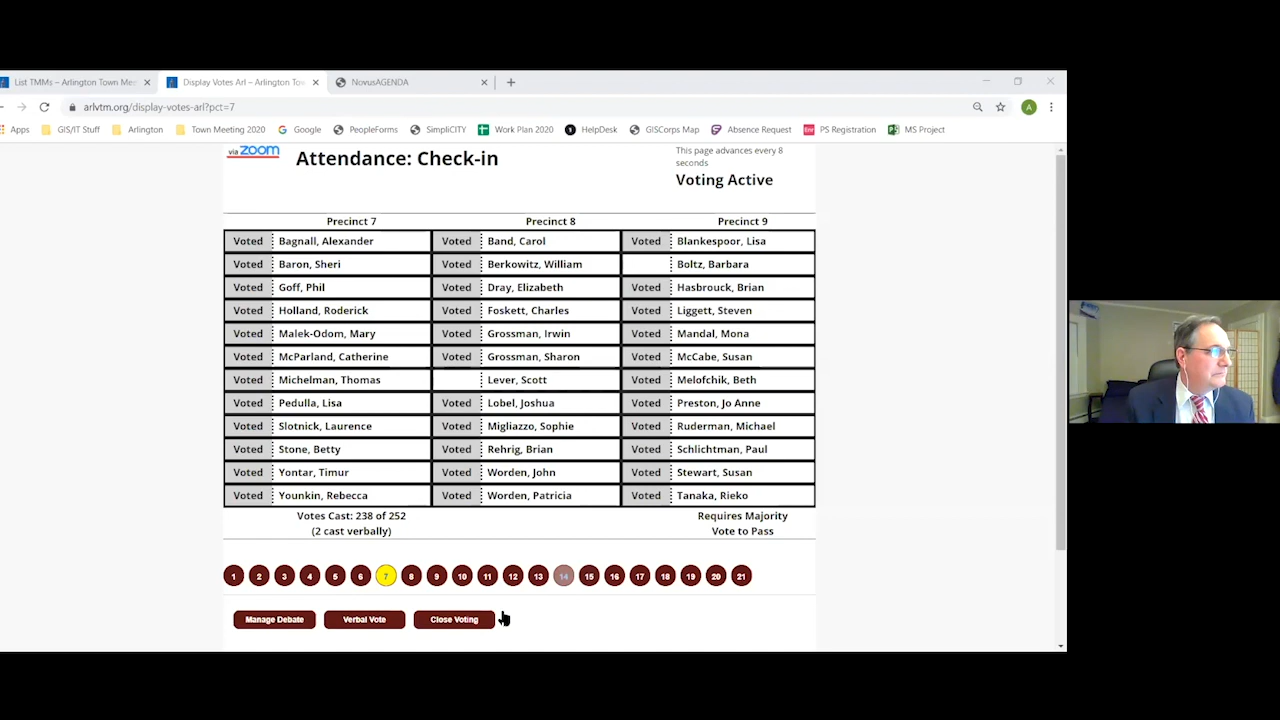 List TMMs – Arlington Town Mee
Display Votes Arl – Arlington Tow
NovusAGENDA
arlvtm.org/display-votes-arl?pct=7
A
Apps GIS/IT Stuff Arlington Town Meeting 2020 Google PeopleForms SimpliCITY Work Plan 2020 HelpDesk GISCorps Map Absence Request PS Registration MS Project
via zoom
Attendance: Check-in
This page advances every 8
seconds
Voting Active
Precinct 7 Precinct 8 Precinct 9
Voted Bagnall, Alexander Voted Band, Carol Voted Blankespoor, Lisa
Voted Baron, Sheri Voted Berkowitz, William Boltz, Barbara
Voted Goff, Phil Voted Dray, Elizabeth Voted Hasbrouck, Brian
Voted Holland, Roderick Voted Foskett, Charles Voted Liggett, Steven
Voted Malek-Odom, Mary Voted Grossman, Irwin Voted Mandal, Mona
Voted McParland, Catherine Voted Grossman, Sharon Voted McCabe, Susan
Voted Michelman, Thomas Lever, Scott Voted Melofchik, Beth
Voted Pedulla, Lisa Voted Lobel, Joshua Voted Preston, Jo Anne
Voted Slotnick, Laurence Voted Migliazzo, Sophie Voted Ruderman, Michael
Voted Stone, Betty Voted Rehrig, Brian Voted Schlichtman, Paul
Voted Yontar, Timur Voted Worden, John Voted Stewart, Susan
Voted Younkin, Rebecca Voted Worden, Patricia Voted Tanaka, Rieko
Votes Cast: 238 of 252 Requires Majority
(2 cast verbally) Vote to Pass
1 2 3 4 5 6 7 8 9 10 11 12 13 14 15 16 17 18 19 20 21
Manage Debate Verbal Vote Close Voting